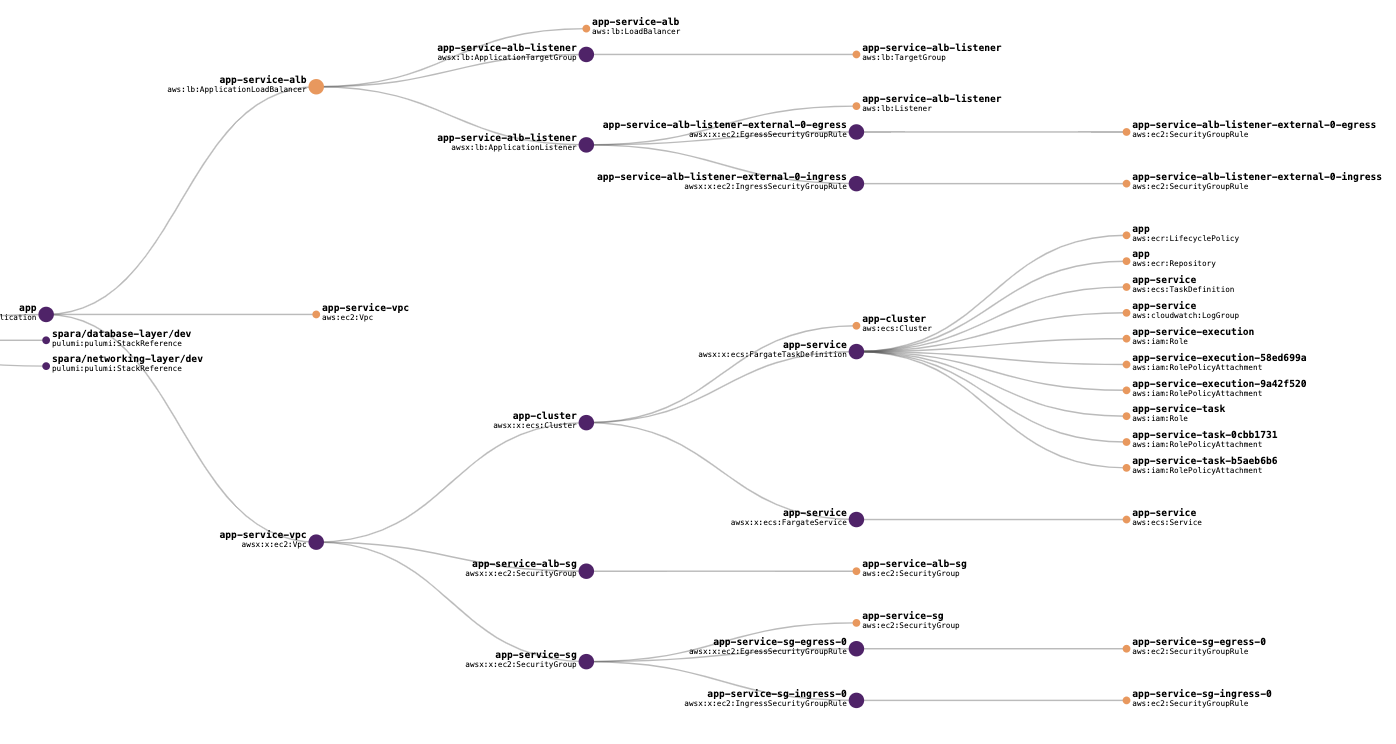 app-service-alb
aws:lb:LoadBalancer
app-service-alb-listener
awsx:lb:ApplicationTargetGroup
app-service-alb-listener
aws:lb:TargetGroup
app-service-alb
aws:lb:ApplicationLoadBalancer
app-service-alb-listener
aws:lb:Listener
app-service-alb-listener-external-0-egress
awsx:x:ec2:EgressSecurityGroupRule
app-service-alb-listener-external-0-egress
aws:ec2:SecurityGroupRule
app-service-alb-listener
awsx:lb:ApplicationListener
app-service-alb-listener-external-0-ingress
awsx:x:ec2:IngressSecurityGroupRule
app-service-alb-listener-external-0-ingress
aws:ec2:SecurityGroupRule
app
aws:ecr:LifecyclePolicy
app
aws:ecr:Repository
app-service
aws:ecs:TaskDefinition
app
lication
app-service-vpc
aws:ec2:Vpc
app-service
aws:cloudwatch:LogGroup
app-cluster
aws:ecs:Cluster
spara/database-layer/dev
pulumi:pulumi:StackReference
app-service-execution
aws:iam:Role
app-service
awsx:x:ecs:FargateTaskDefinition
spara/networking-layer/dev
pulumi:pulumi:StackReference
app-service-execution-58ed699a
aws:iam:RolePolicyAttachment
app-service-execution-9a42f520
aws:iam:RolePolicyAttachment
app-service-task
aws:iam:Role
app-cluster
awsx:x:ecs:Cluster
app-service-task-0cbb1731
aws:iam:RolePolicyAttachment
app-service-task-b5aeb6b6
aws:iam:RolePolicyAttachment
app-service
awsx:x:ecs:FargateService
app-service
aws:ecs:Service
app-service-vpc
awsx:x:ec2:Vpc
app-service-alb-sg
awsx:x:ec2:SecurityGroup
app-service-alb-sg
aws:ec2:SecurityGroup
app-service-sg
aws:ec2:SecurityGroup
app-service-sg-egress-0
awsx:x:ec2:EgressSecurityGroupRule
app-service-sg-egress-0
aws:ec2:SecurityGroupRule
app-service-sg
awsx:x:ec2:SecurityGroup
app-service-sg-ingress-0
awsx:x:ec2:IngressSecurityGroupRule
app-service-sg-ingress-0
aws:ec2:SecurityGroupRule